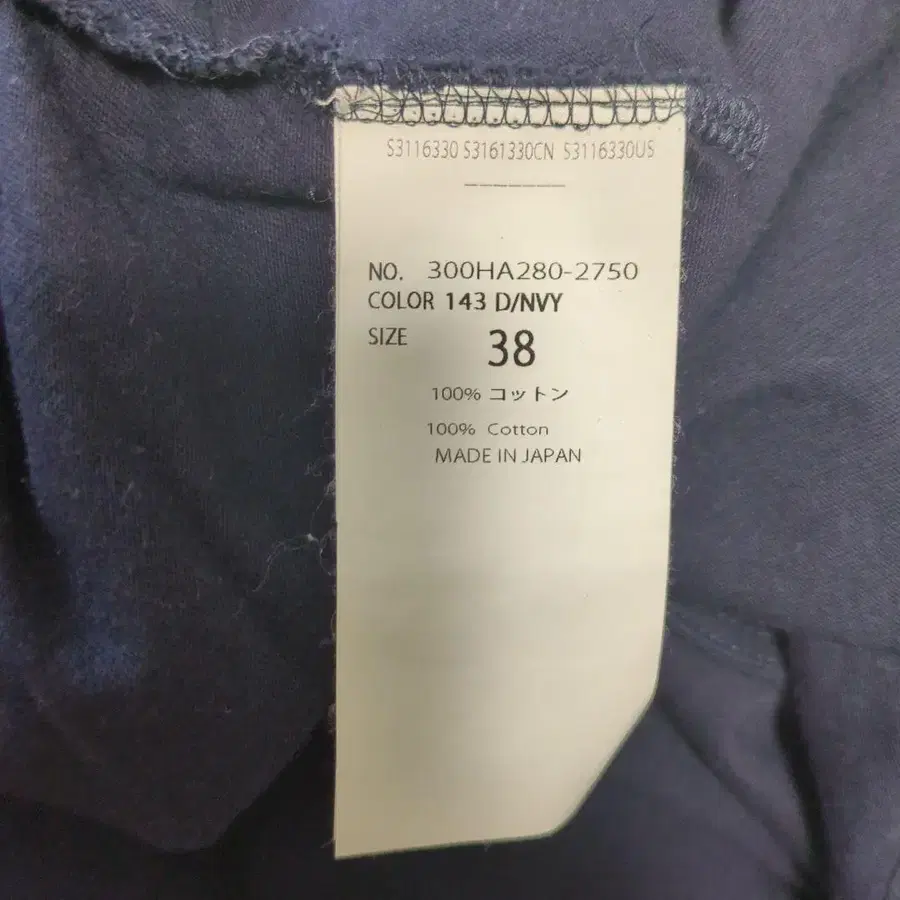 S3116330 S3161330CN S3116330US
NO. 300HA280-2750
COLOR 143 D/NVY
SIZE 38
100% コットン
100% Cotton
MADE IN JAPAN